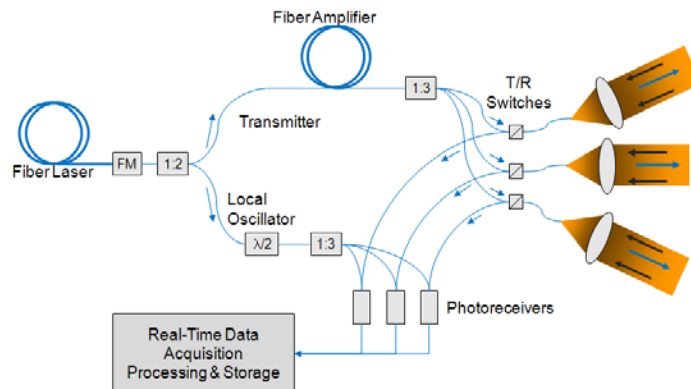 Fiber Amplifier
1:3
T/R
Switches
Transmitter
Fiber Laser
FM
1:2
Local
Oscillator
λ/2
1:3
Photoreceivers
Real-Time Data
Acquisition
Processing & Storage